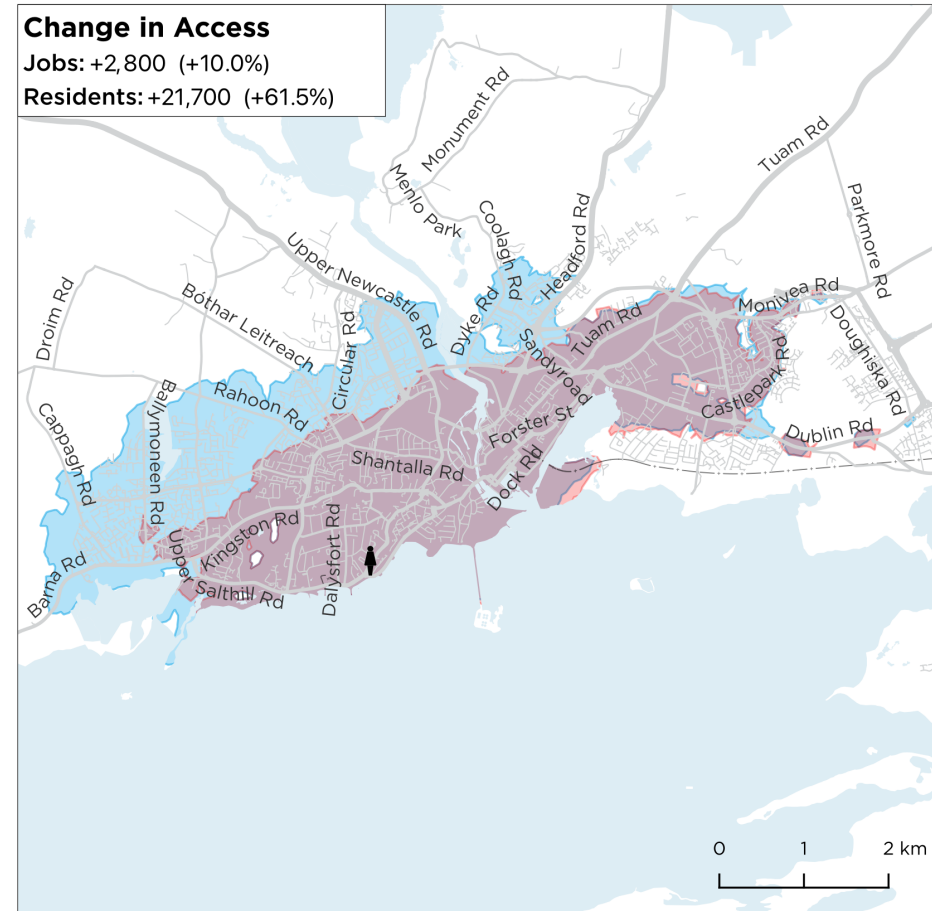 Change in Access
Jobs: +2,800 (+10.0%)
Residents: +21,700 (+61.5%)
Monument Rd
Tuam Rd
Menlo Park
Parkmore Rd
Coolagh Rd
Headford Rd
Upper Newcastle Rd
Droim Rd
Bóthar Leitreach
Circular Rd
Dyke Rd
Monivea Rd
Tuam Rd
Doughiska Rd
Sandyroad
Rahoon Rd
Ballymoneen Rd
Castlepark Rd
Cappagh Rd
Forster St
Dublin Rd
Shantalla Rd
Dock Rd
Kingston Rd
Dalysfort Rd
Barna Rd
Upper Salthill Rd
0 1 2 km